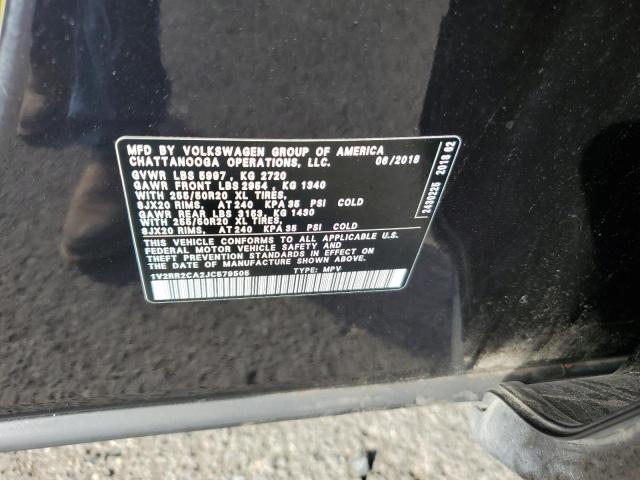 MFD BY VOLKSWAGEN GROUP OF AMERICA
CHATTANOOGA OPERATIONS, LLC. 06/2018
GVWR LBS 5997, KG 2720
GAWR FRONT LBS 2954, KG 1340
WITH 255/50R20 XL TIRES,
8JX20 RIMS, AT 240 KPA 35 PSI COLD
GAWR REAR LBS 3153, KG 1430
WITH 255/50R20 XL TIRES,
8JX20 RIMS, AT 240 KPA 35 PSI COLD
THIS VEHICLE CONFORMS TO ALL APPLICABLE U.S.
FEDERAL MOTOR VEHICLE SAFETY AND
THEFT PREVENTION STANDARDS IN EFFECT ON
THE DATE OF MANUFACTURE SHOWN ABOVE.
1V2RR2CA2JC579505 TYPE: MPV
2490225 2018 02